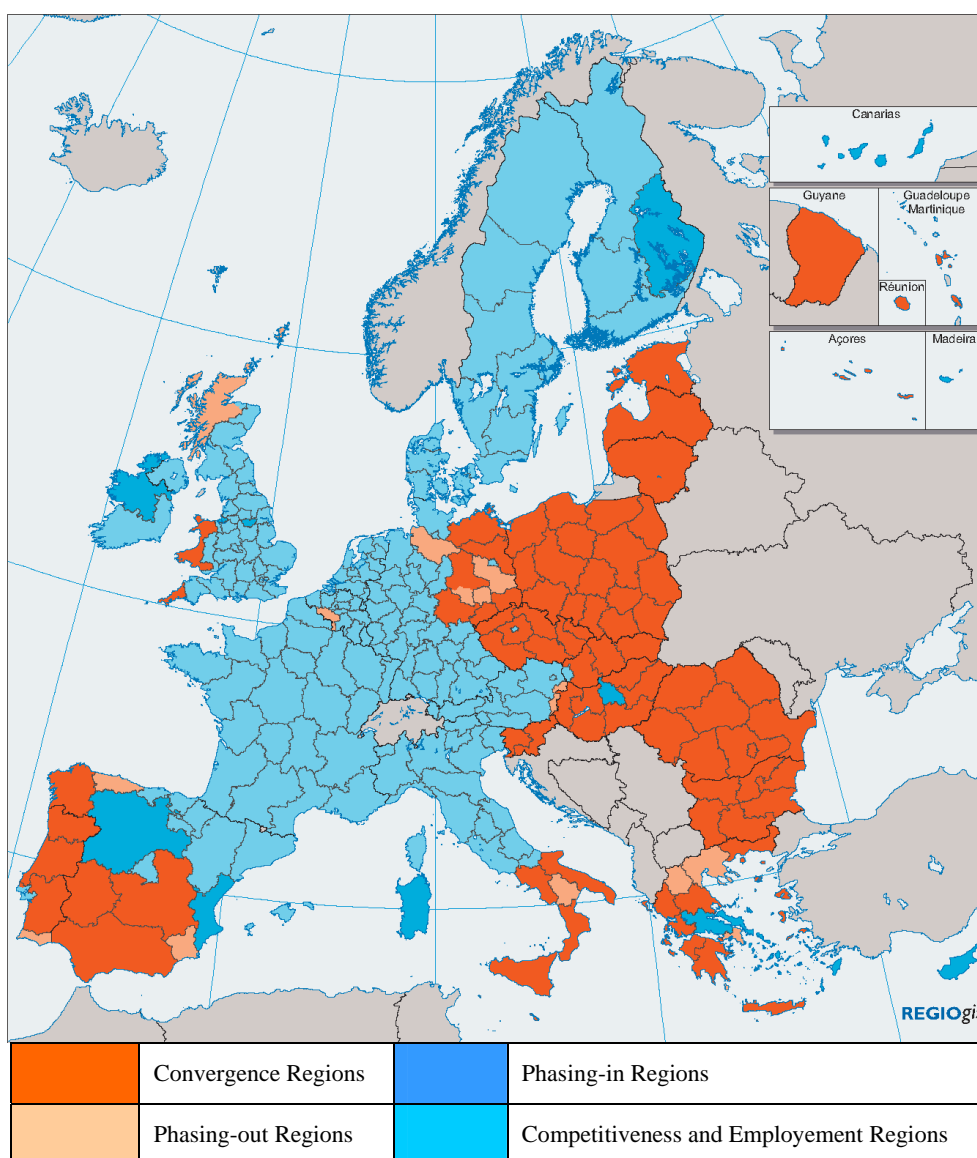 Canarias
Guyane
Guadeloupe
Martinique
Réunion
Açores
Madeira
REGIOgis
Convergence Regions
Phasing-in Regions
Phasing-out Regions
Competitiveness and Employement Regions